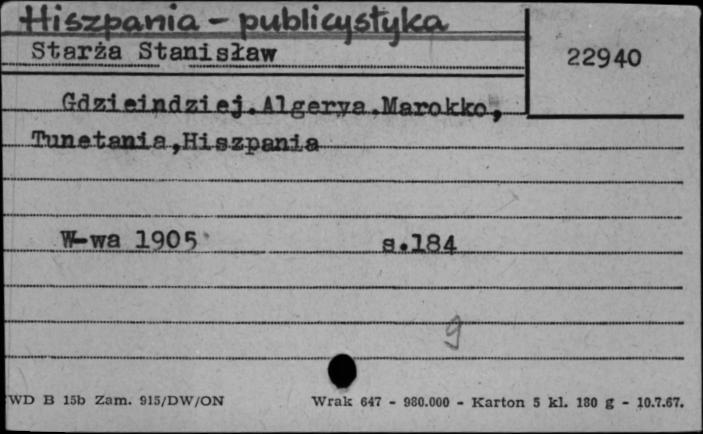 Hiszpania - publicystyka
Starża Stanisław
22940
Gdzieindziej.Algerya.Marokko,
Tunetania,Hiszpania
W-wa 1905
s.184
9
WD B 15b Zam. 915/DW/ON
Wrak 647 - 980.000 - Karton 5 kl. 180 g - 10.7.67.